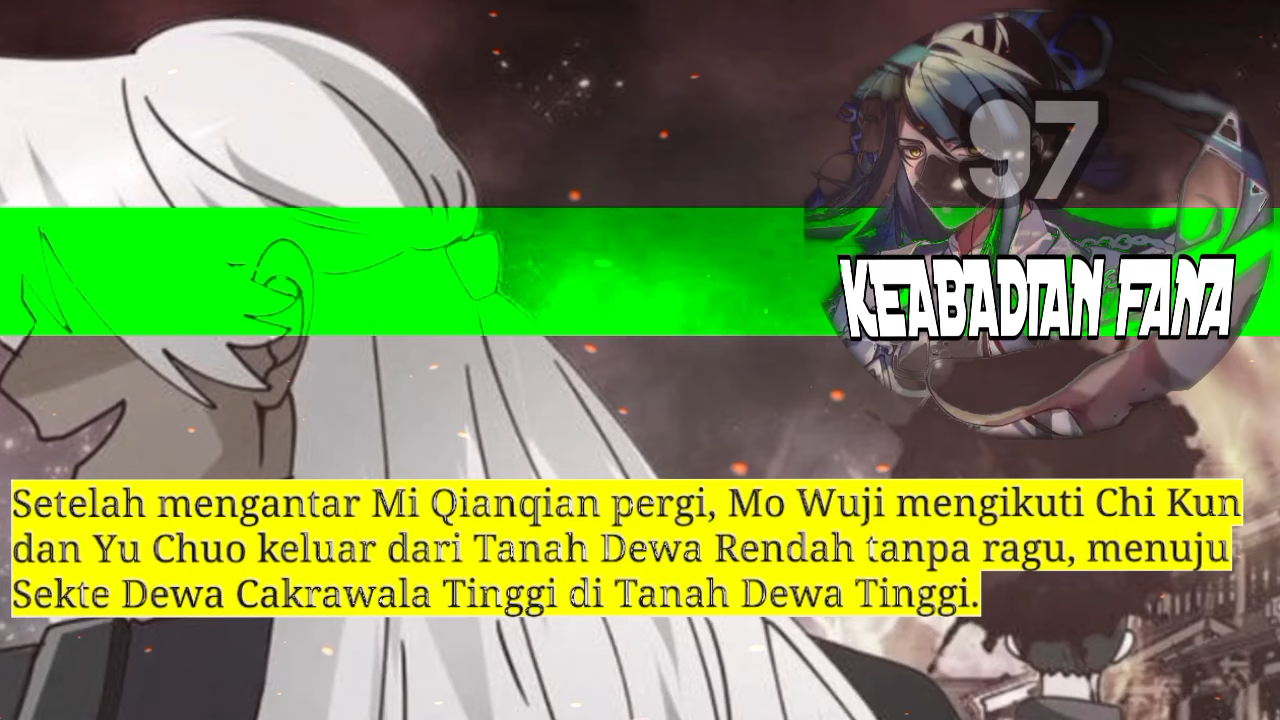 97
KEABADIAN FANA
Setelah mengantar Mi Qianqian pergi, Mo Wuji mengikuti Chi Kun
dan Yu Chuo keluar dari Tanah Dewa Rendah tanpa ragu, menuju
Sekte Dewa Cakrawala Tinggi di Tanah Dewa Tinggi.